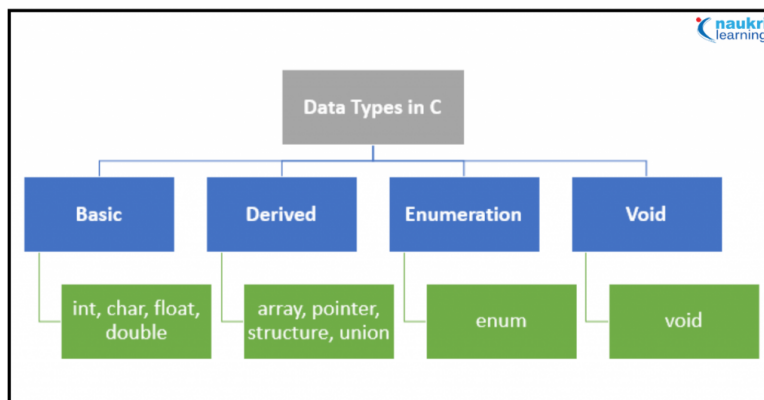 naukri
learning
Data Types in C
Basic
Derived
Enumeration
Void
int, char, float,
double
array, pointer,
structure, union
enum
void